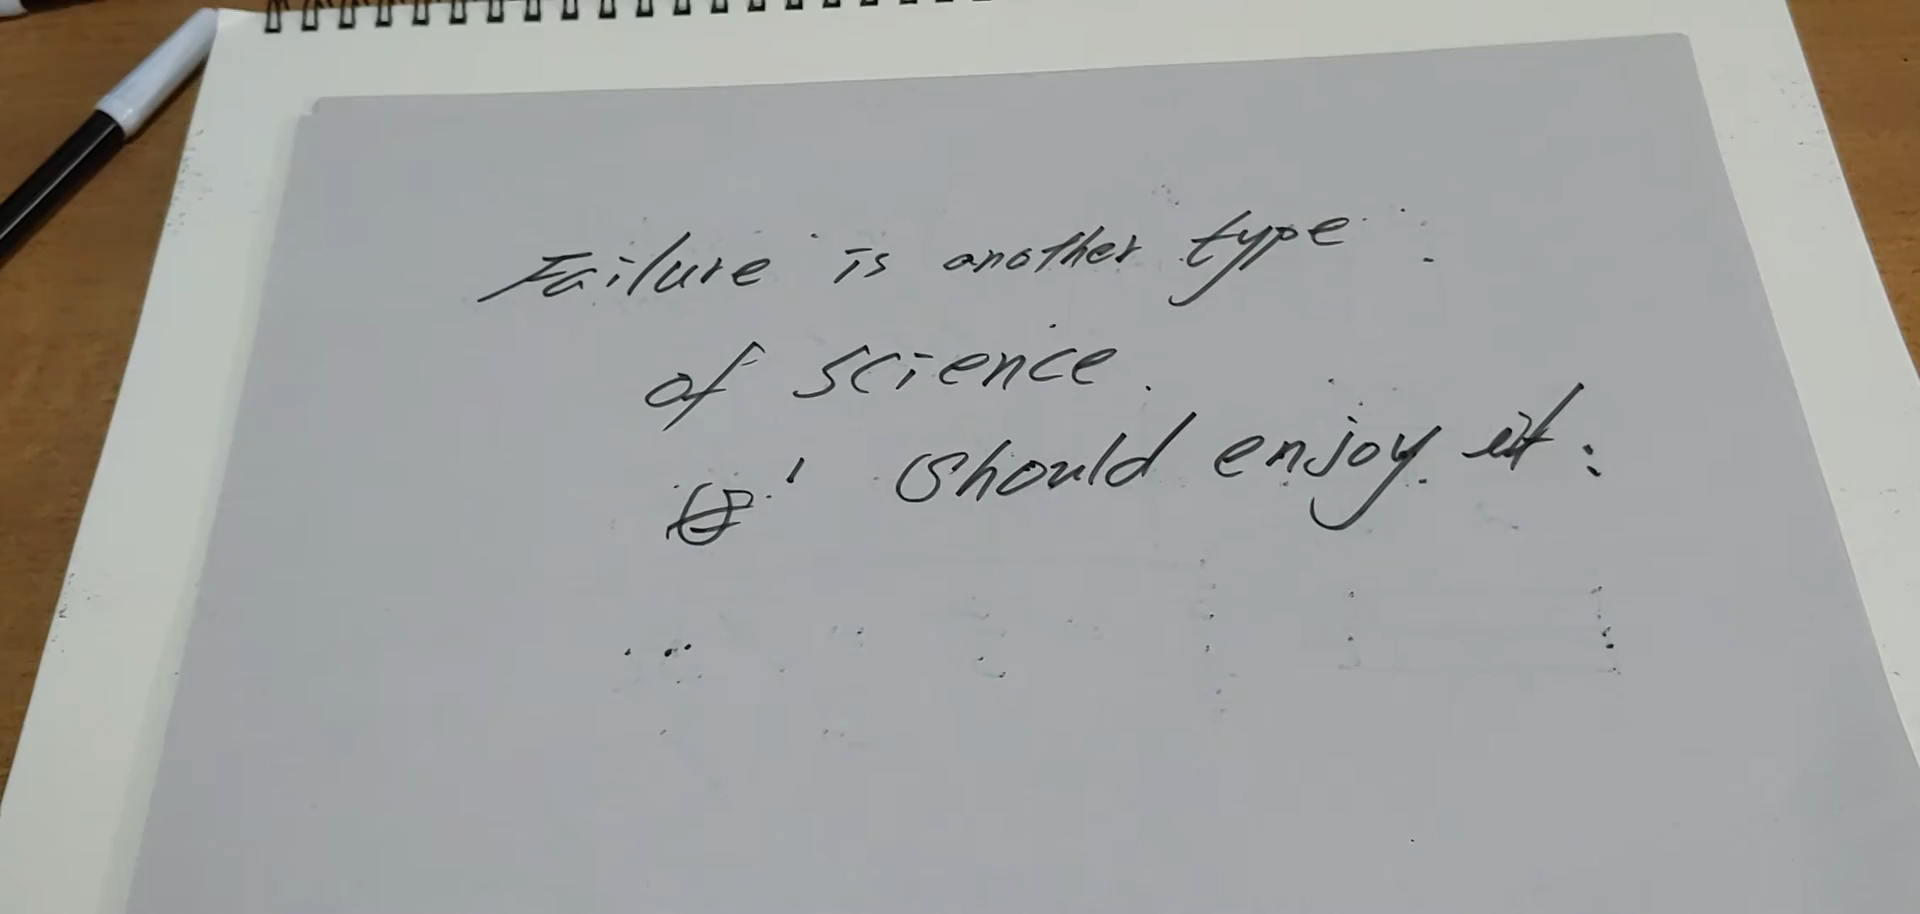 Failure is another type
of science.
should enjoy it: